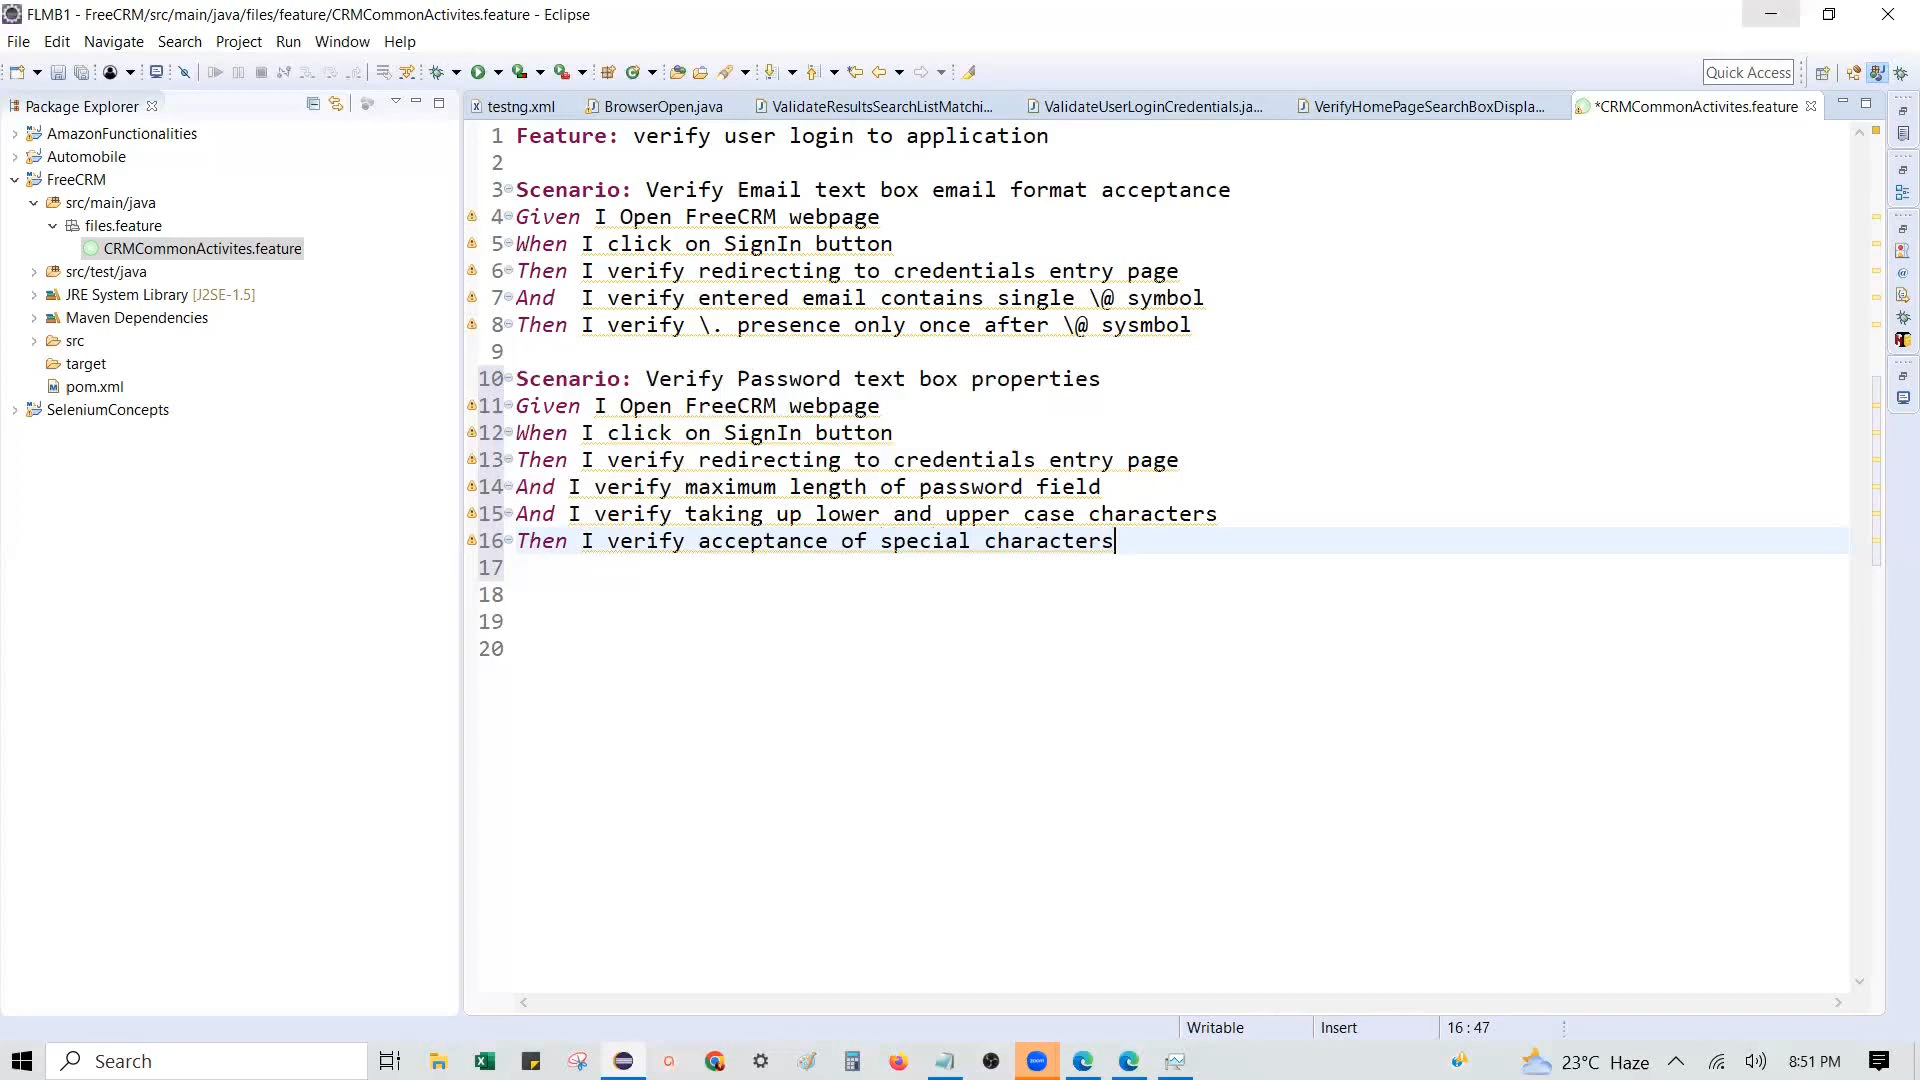 FLMB1 - FreeCRM/src/main/java/files/feature/CRMCommonActivites.feature - Eclipse
File Edit Navigate Search Project Run Window Help
Quick Access
Package Explorer
testng.xml BrowserOpen.java ValidateResultsSearchListMatchi... ValidateUserLoginCredentials.ja... VerifyHomePageSearchBoxDispla... *CRMCommonActivites.feature
AmazonFunctionalities
Automobile
FreeCRM
src/main/java
files.feature
CRMCommonActivites.feature
src/test/java
JRE System Library [J2SE-1.5]
Maven Dependencies
src
target
pom.xml
SeleniumConcepts
1 Feature: verify user login to application
2
3 Scenario: Verify Email text box email format acceptance
4 Given I Open FreeCRM webpage
5 When I click on SignIn button
6 Then I verify redirecting to credentials entry page
7 And  I verify entered email contains single \@ symbol
8 Then I verify \. presence only once after \@ sysmbol
9
10 Scenario: Verify Password text box properties
11 Given I Open FreeCRM webpage
12 When I click on SignIn button
13 Then I verify redirecting to credentials entry page
14 And I verify maximum length of password field
15 And I verify taking up lower and upper case characters
16 Then I verify acceptance of special characters
17
18
19
20
Writable Insert 16 : 47
Search
23°C Haze 8:51 PM